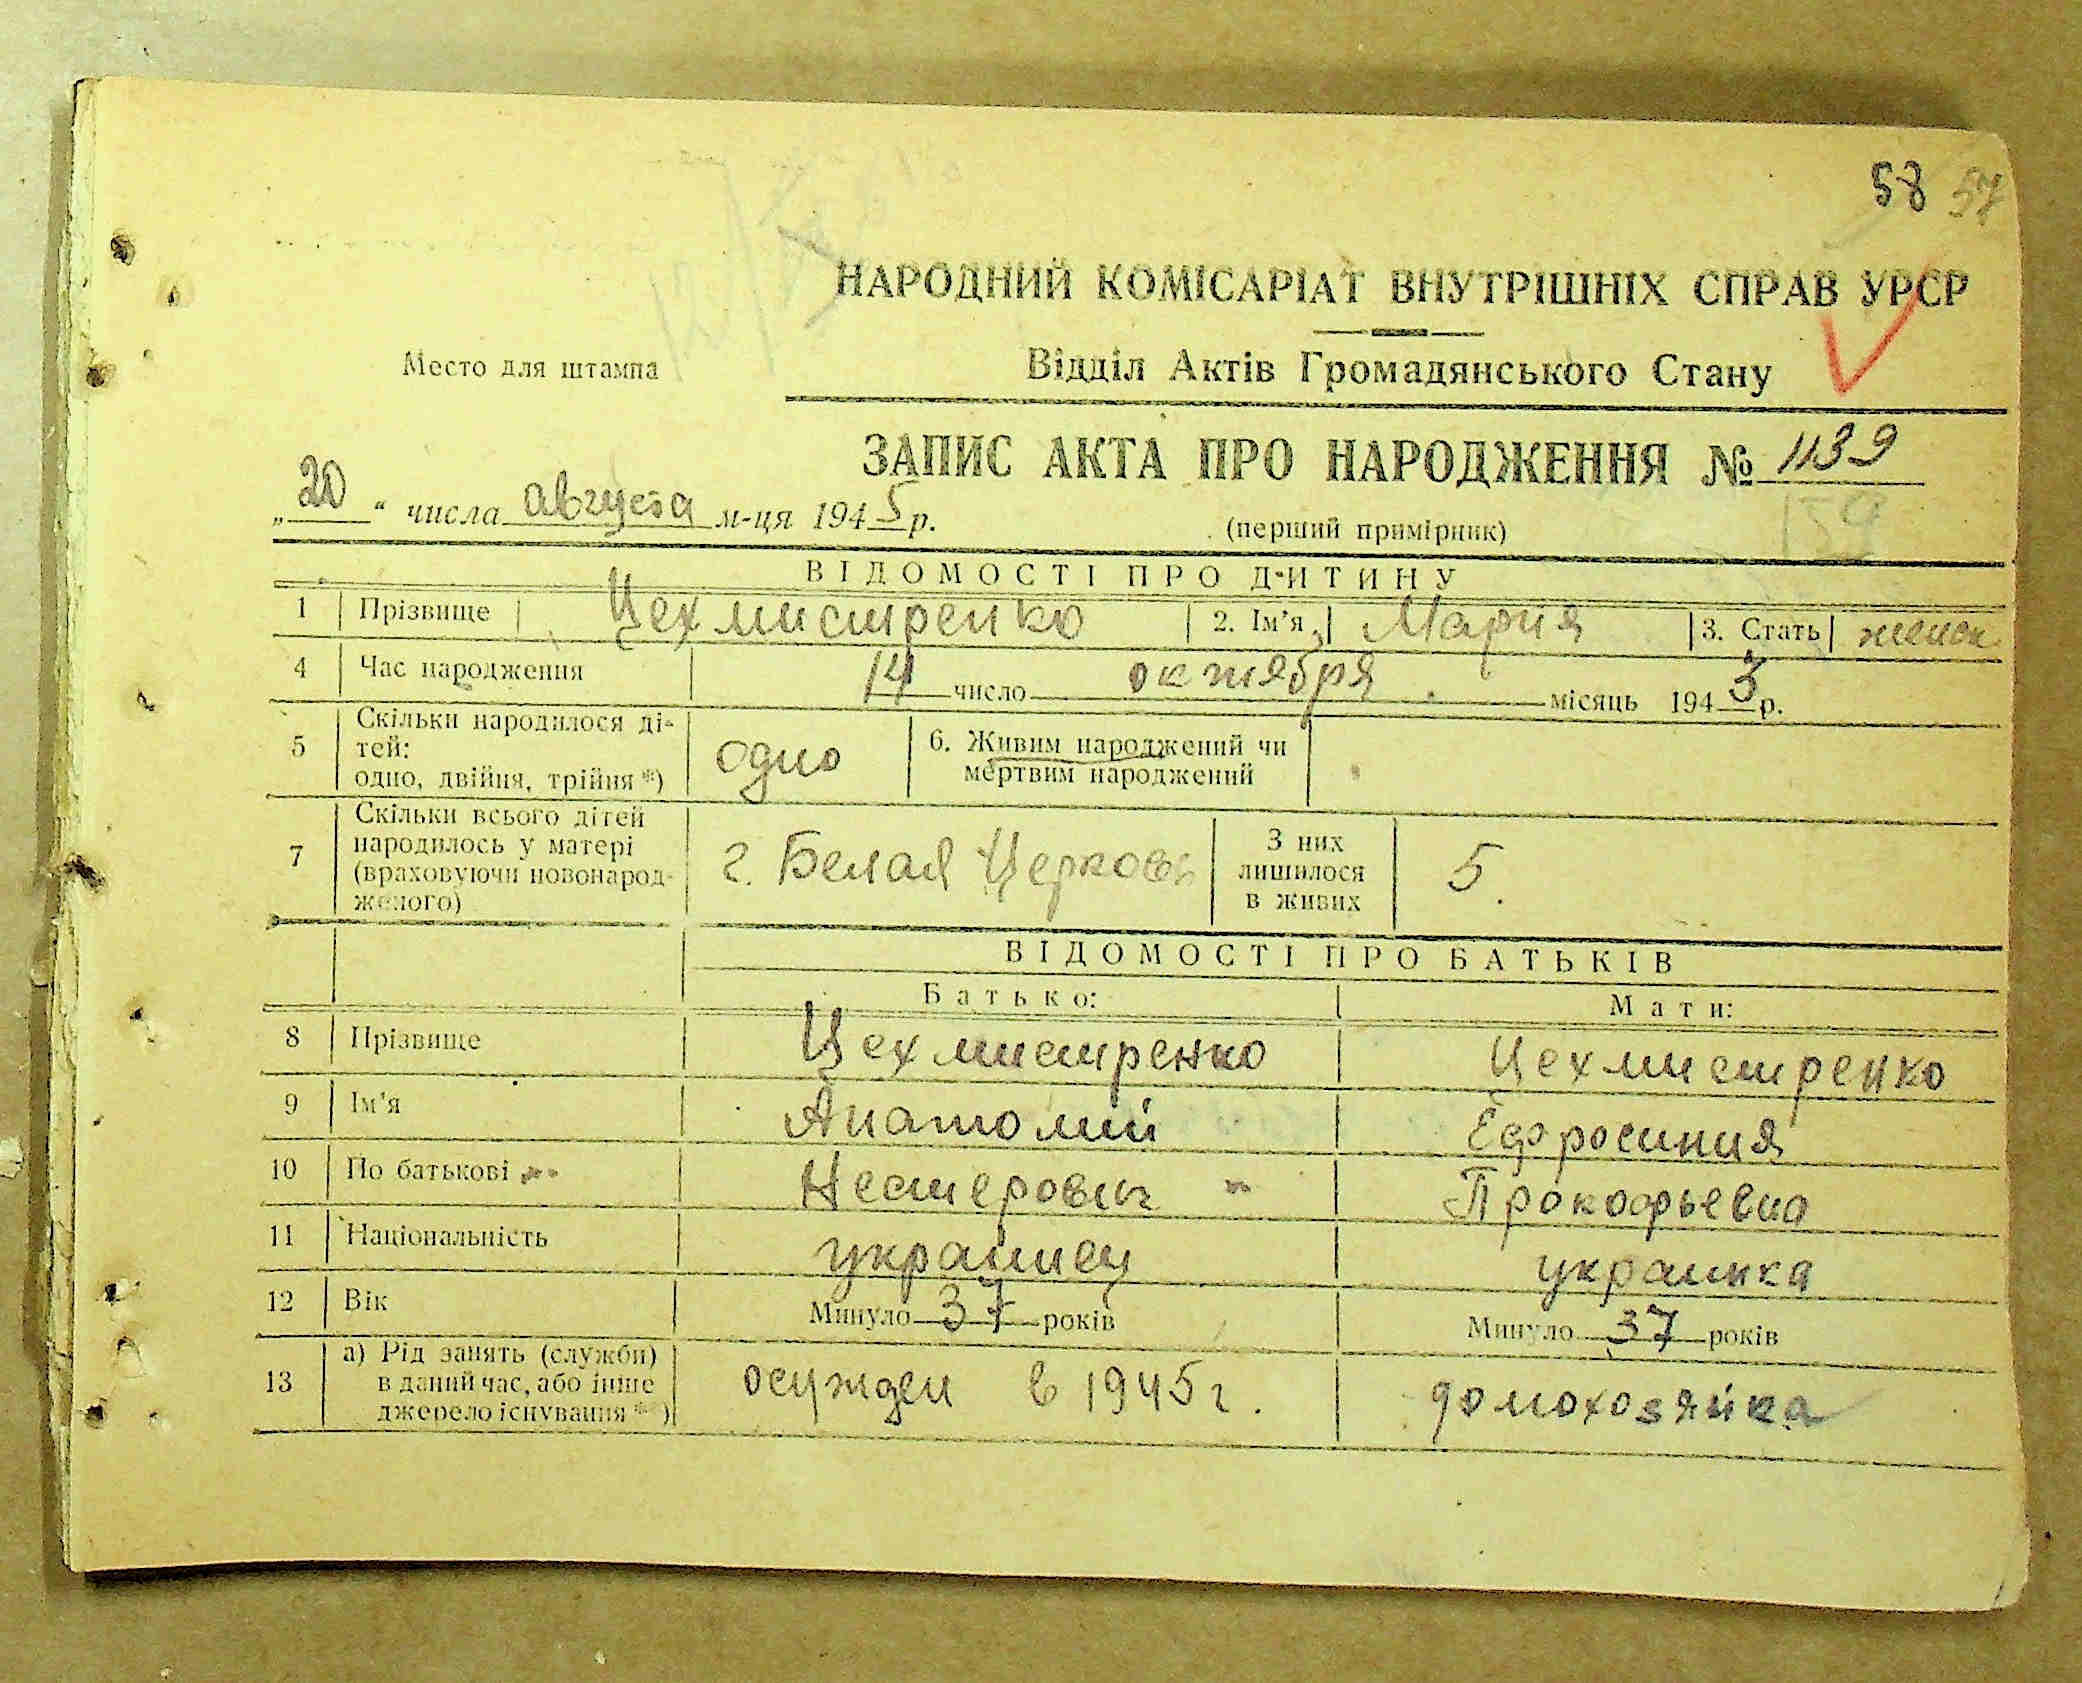 58 57
НАРОДНИЙ КОМІСАРІАТ ВНУТРІШНІХ СПРАВ УРСР
Место для штампа
Відділ Актів Громадянського Стану
ЗАПИС АКТА ПРО НАРОДЖЕННЯ № 1139
„20“ числа августа м-ця 1945 р.
(перший примірник)
159
ВІДОМОСТІ ПРО ДИТИНУ
1 Прізвище Цехмистренко 2. Ім’я Мария 3. Стать женск
4 Час народження 14 число октября місяць 1943 р.
5 Скільки народилося ді-
тей:
одно, двійня, трійня *) одно
6. Живим народжений чи
мертвим народжений
7 Скільки всього дітей
народилось у матері
(враховуючи новонарод-
женого) г. Белая Церковь
З них
лишилося
в живих 5.
ВІДОМОСТІ ПРО БАТЬКІВ
Батько: Мати:
8 Прізвище Цехмистренко Цехмистренко
9 Ім’я Анатолий Ефросиния
10 По батькові Нестерович Прокофьевна
11 Національність украинец украинка
12 Вік Минуло 37 років Минуло 37 років
13 а) Рід занять (служби)
в даний час, або інше
джерело існування *) осужден в 1945 г. домохозяйка